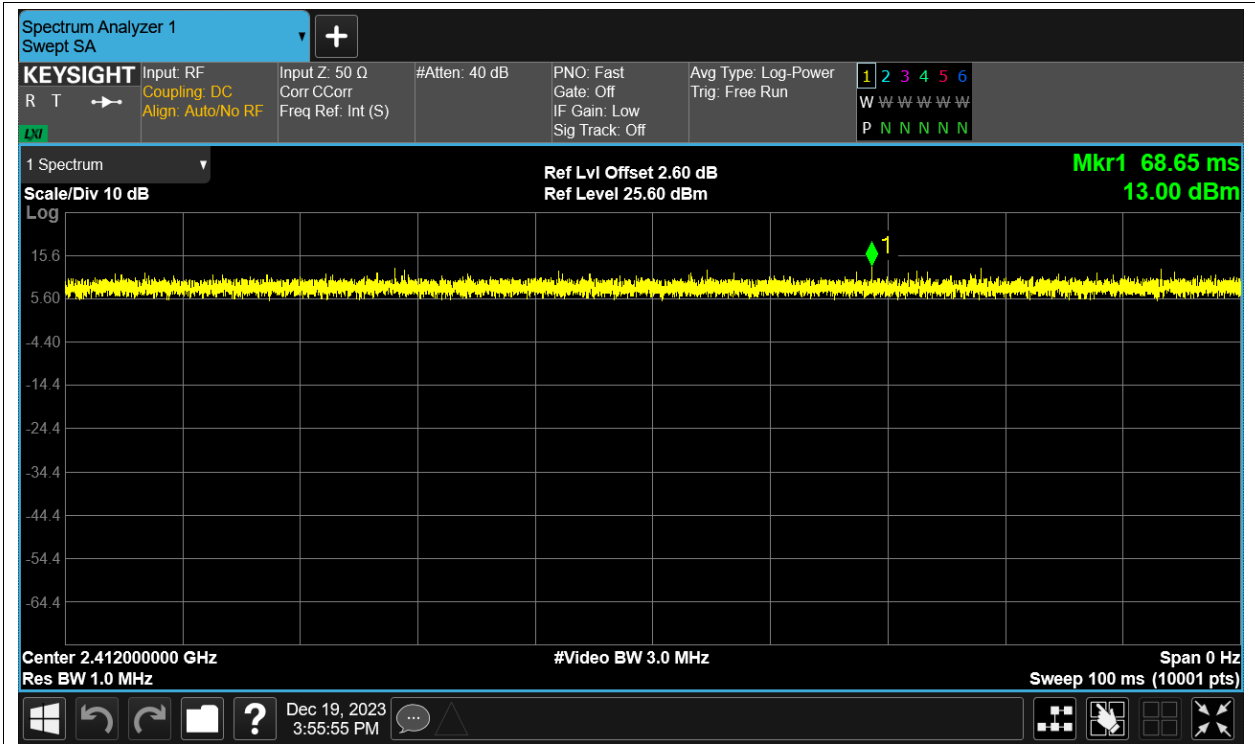 Spectrum Analyzer 1
Swept SA
KEYSIGHT
R T
LXI
Input: RF
Coupling: DC
Align: Auto/No RF
Input Z: 50 Ω
Corr CCorr
Freq Ref: Int (S)
#Atten: 40 dB
PNO: Fast
Gate: Off
IF Gain: Low
Sig Track: Off
Avg Type: Log-Power
Trig: Free Run
1 2 3 4 5 6
W W W W W W
P N N N N N
1 Spectrum
Scale/Div 10 dB
Log
Ref Lvl Offset 2.60 dB
Ref Level 25.60 dBm
Mkr1 68.65 ms
13.00 dBm
1
15.6
5.60
-4.40
-14.4
-24.4
-34.4
-44.4
-54.4
-64.4
Center 2.412000000 GHz
#Video BW 3.0 MHz
Span 0 Hz
Res BW 1.0 MHz
Sweep 100 ms (10001 pts)
?
Dec 19, 2023
3:55:55 PM